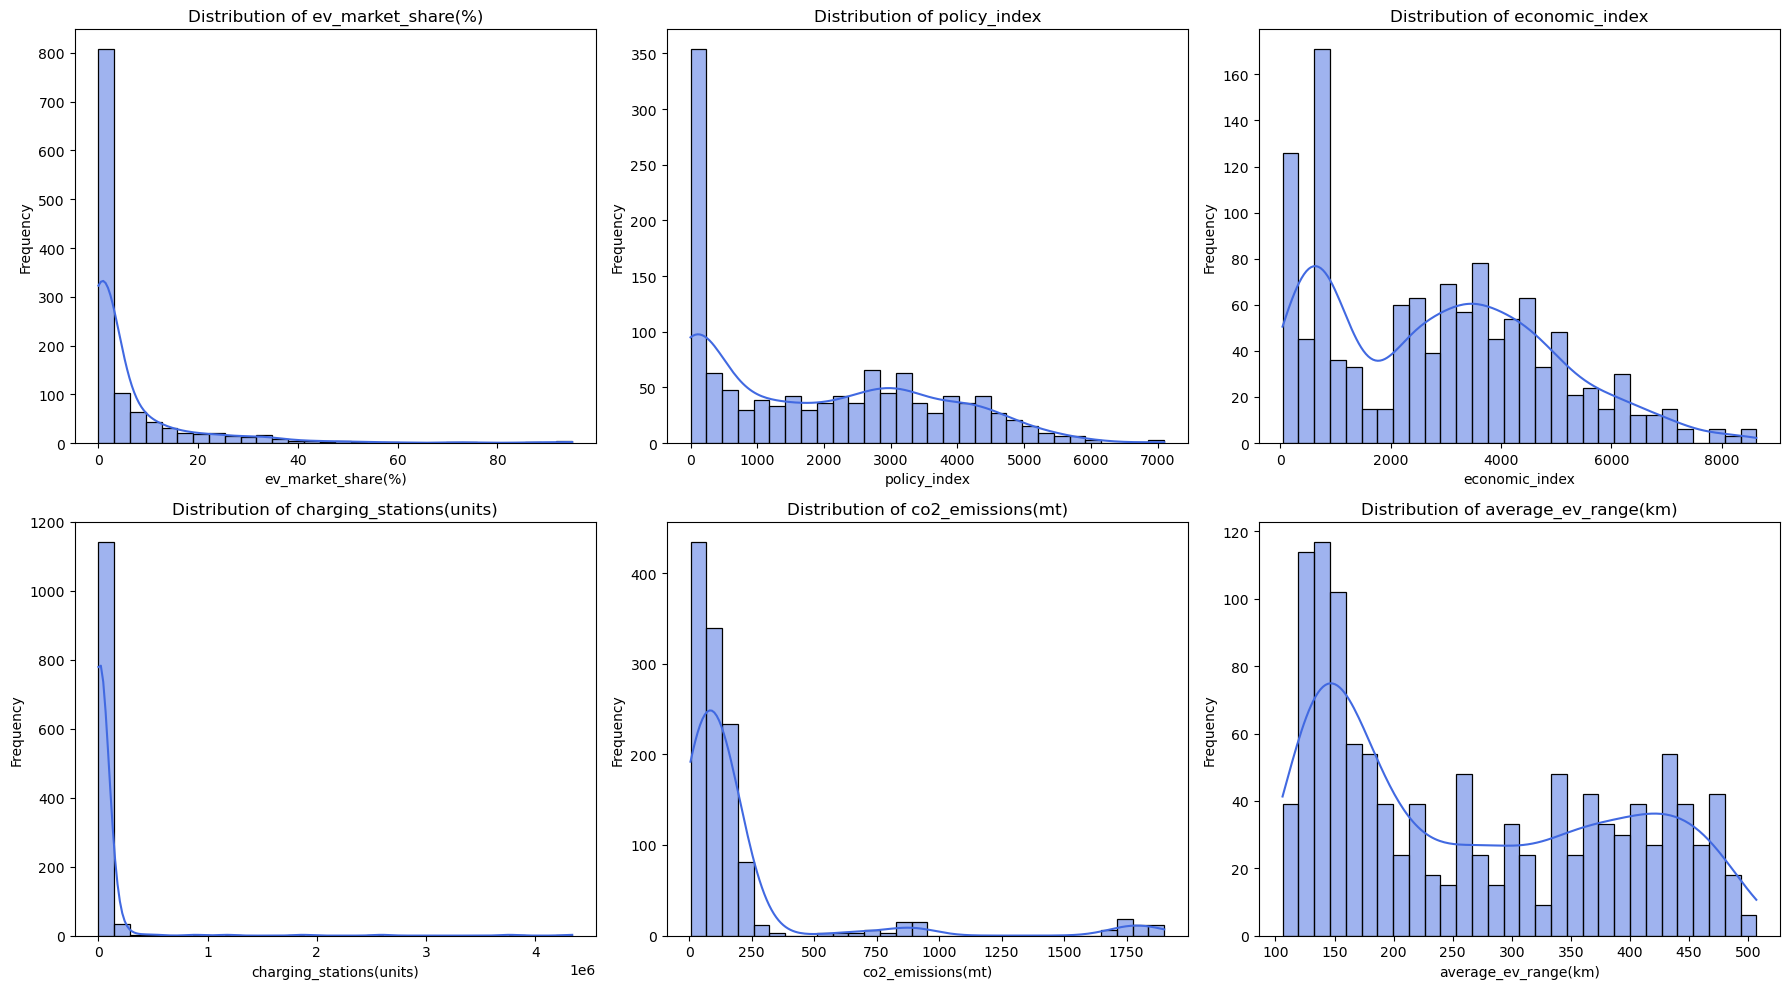 Distribution of ev_market_share(%)
800
700
600
500
400
300
200
100
0
Frequency
0 20 40 60 80
ev_market_share(%)
Distribution of policy_index
350
300
250
200
150
100
50
0
Frequency
0 1000 2000 3000 4000 5000 6000 7000
policy_index
Distribution of economic_index
160
140
120
100
80
60
40
20
0
Frequency
0 2000 4000 6000 8000
economic_index
Distribution of charging_stations(units)
1200
1000
800
600
400
200
0
Frequency
0 1 2 3 4
1e6
charging_stations(units)
Distribution of co2_emissions(mt)
400
300
200
100
0
Frequency
0 250 500 750 1000 1250 1500 1750
co2_emissions(mt)
Distribution of average_ev_range(km)
120
100
80
60
40
20
0
Frequency
100 150 200 250 300 350 400 450 500
average_ev_range(km)